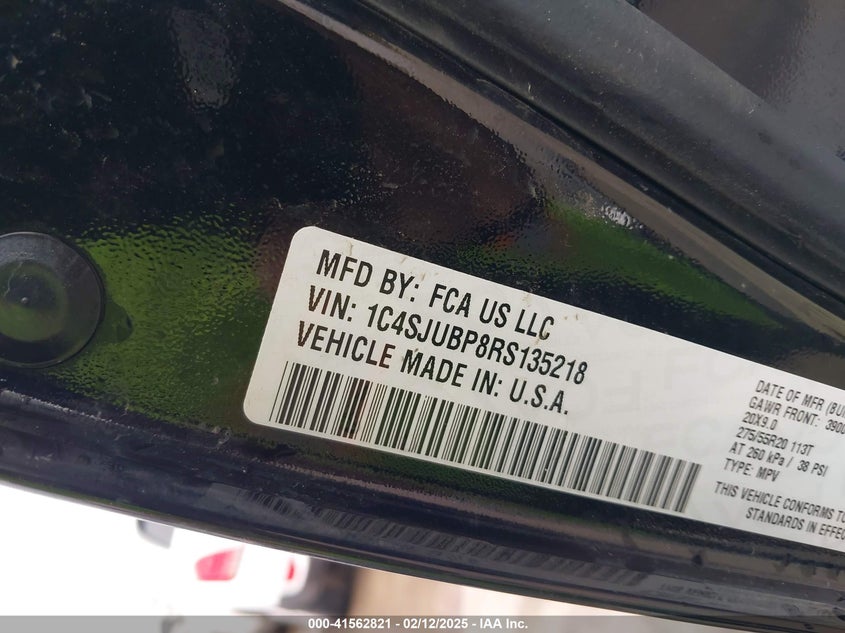 MFD BY: FCA US LLC
VIN: 1C4SJUBP8RS135218
VEHICLE MADE IN: U.S.A.
DATE OF MFR (BU
GAWR FRONT: 390
20X9.0
275/55R20 113T
AT 260 kPa / 38 PSI
TYPE: MPV
THIS VEHICLE CONFORMS TO
STANDARDS IN EFFEC
000-41562821 - 02/12/2025 - IAA Inc.